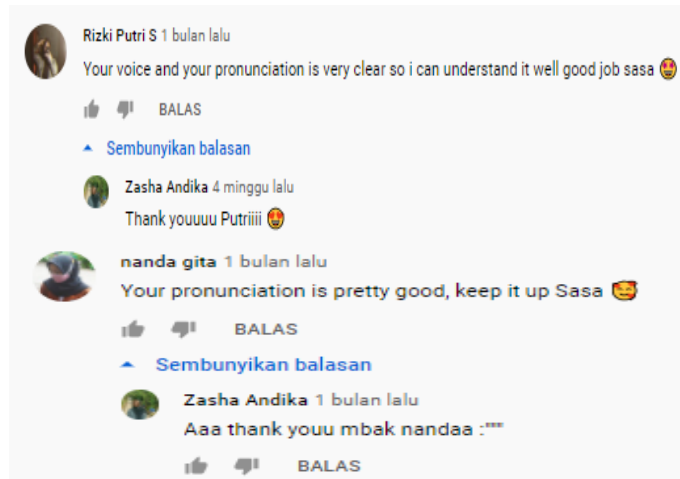 Rizki Putri S 1 bulan lalu
Your voice and your pronunciation is very clear so i can understand it well good job sasa 🤩
BALAS
Sembunyikan balasan
Zasha Andika 4 minggu lalu
Thank youuuu Putriiii 🤩
nanda gita 1 bulan lalu
Your pronunciation is pretty good, keep it up Sasa 🥰
BALAS
Sembunyikan balasan
Zasha Andika 1 bulan lalu
Aaa thank youu mbak nandaa :"""
BALAS